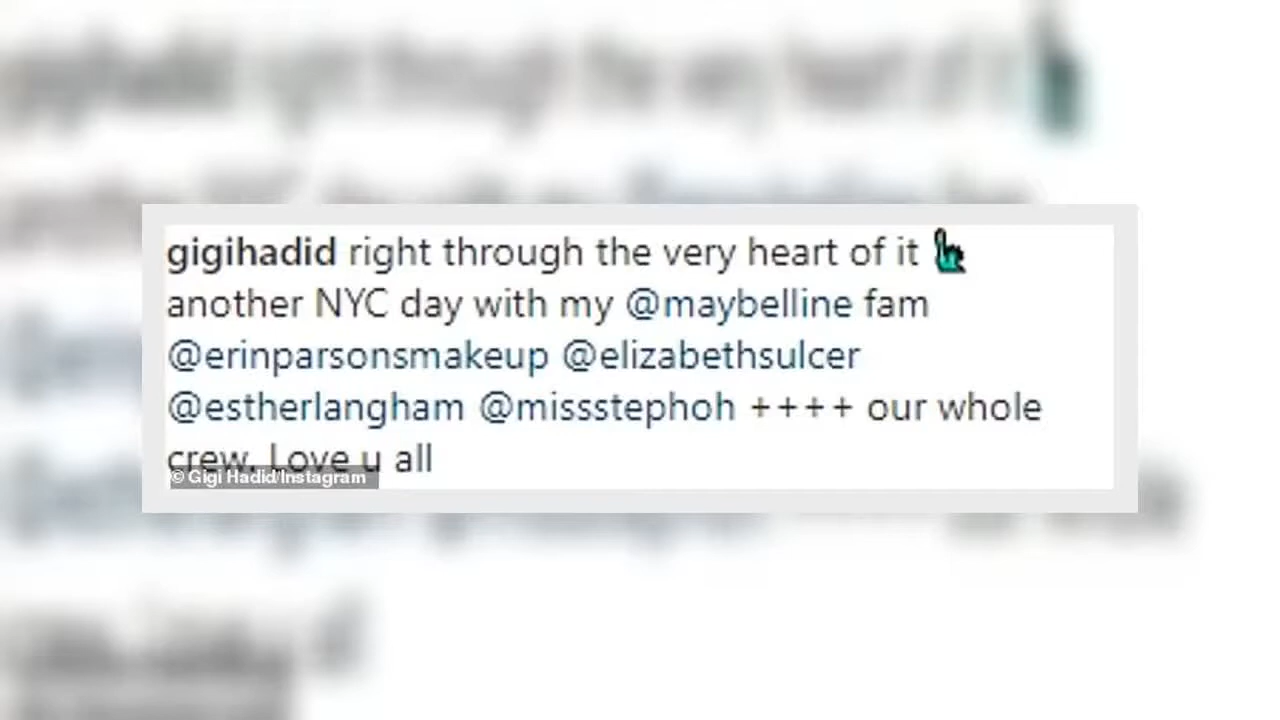 gigihadid right through the very heart of it 🗽
another NYC day with my @maybelline fam
@erinparsonsmakeup @elizabethsulcer
@estherlangham @missstephoh ++++ our whole
crew. Love u all
© Gigi Hadid/Instagram